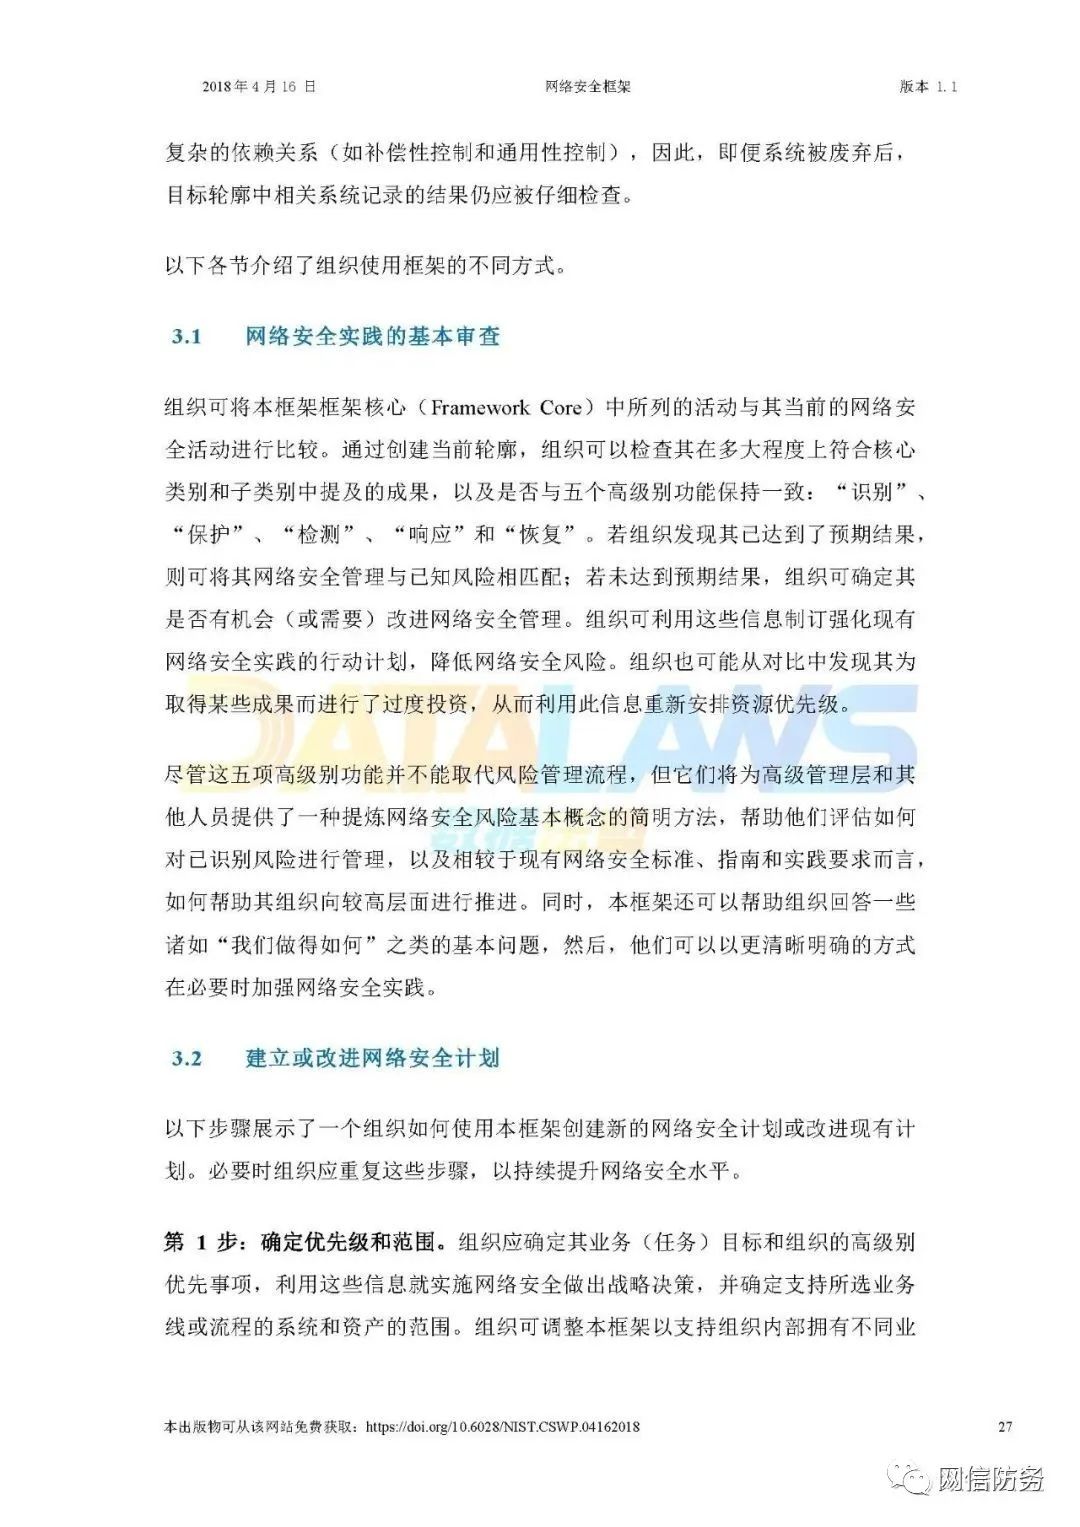 2018年4月16日 网络安全框架 版本 1.1
复杂的依赖关系（如补偿性控制和通用性控制），因此，即便系统被废弃后，
目标轮廓中相关系统记录的结果仍应被仔细检查。
以下各节介绍了组织使用框架的不同方式。
3.1 网络安全实践的基本审查
组织可将本框架框架核心（Framework Core）中所列的活动与其当前的网络安
全活动进行比较。通过创建当前轮廓，组织可以检查其在多大程度上符合核心
类别和子类别中提及的成果，以及是否与五个高级别功能保持一致：“识别”、
“保护”、“检测”、“响应”和“恢复”。若组织发现其已达到了预期结果，
则可将其网络安全管理与已知风险相匹配；若未达到预期结果，组织可确定其
是否有机会（或需要）改进网络安全管理。组织可利用这些信息制订强化现有
网络安全实践的行动计划，降低网络安全风险。组织也可能从对比中发现其为
取得某些成果而进行了过度投资，从而利用此信息重新安排资源优先级。
DATALAWS
尽管这五项高级别功能并不能取代风险管理流程，但它们将为高级管理层和其
他人员提供了一种提炼网络安全风险基本概念的简明方法，帮助他们评估如何
对已识别风险进行管理，以及相较于现有网络安全标准、指南和实践要求而言，
如何帮助其组织向较高层面进行推进。同时，本框架还可以帮助组织回答一些
诸如“我们做得如何”之类的基本问题，然后，他们可以以更清晰明确的方式
在必要时加强网络安全实践。
3.2 建立或改进网络安全计划
以下步骤展示了一个组织如何使用本框架创建新的网络安全计划或改进现有计
划。必要时组织应重复这些步骤，以持续提升网络安全水平。
第 1 步：确定优先级和范围。组织应确定其业务（任务）目标和组织的高级别
优先事项，利用这些信息就实施网络安全做出战略决策，并确定支持所选业务
线或流程的系统和资产的范围。组织可调整本框架以支持组织内部拥有不同业
本出版物可从该网站免费获取：https://doi.org/10.6028/NIST.CSWP.04162018 27
网信防务